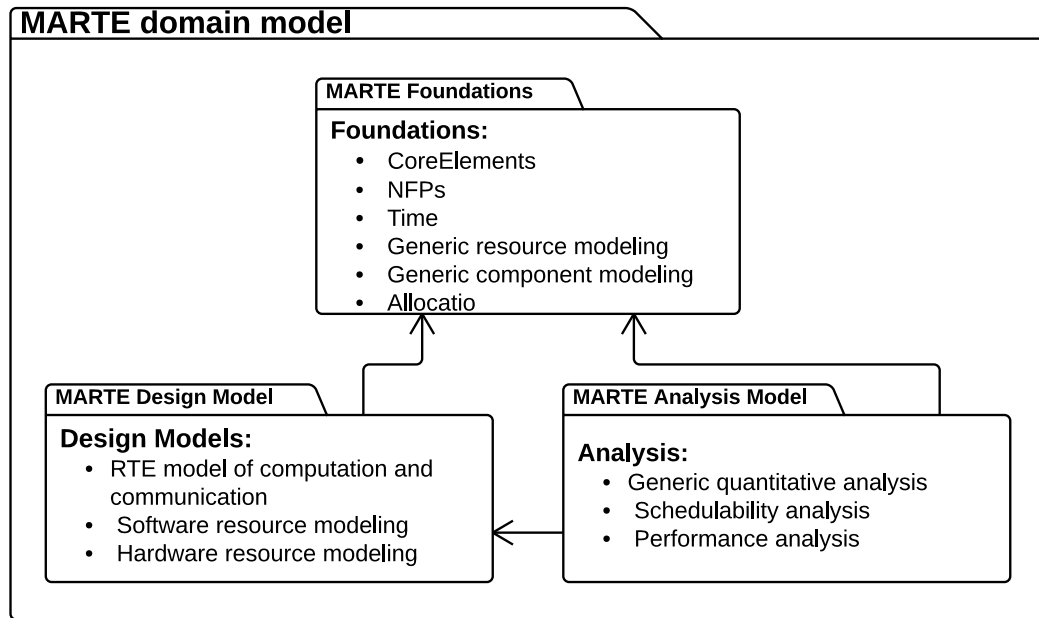 MARTE domain model
MARTE Foundations
Foundations:
• CoreElements
• NFPs
• Time
• Generic resource modeling
• Generic component modeling
• Allocatio
MARTE Design Model
Design Models:
• RTE model of computation and
communication
• Software resource modeling
• Hardware resource modeling
MARTE Analysis Model
Analysis:
• Generic quantitative analysis
• Schedulability analysis
• Performance analysis